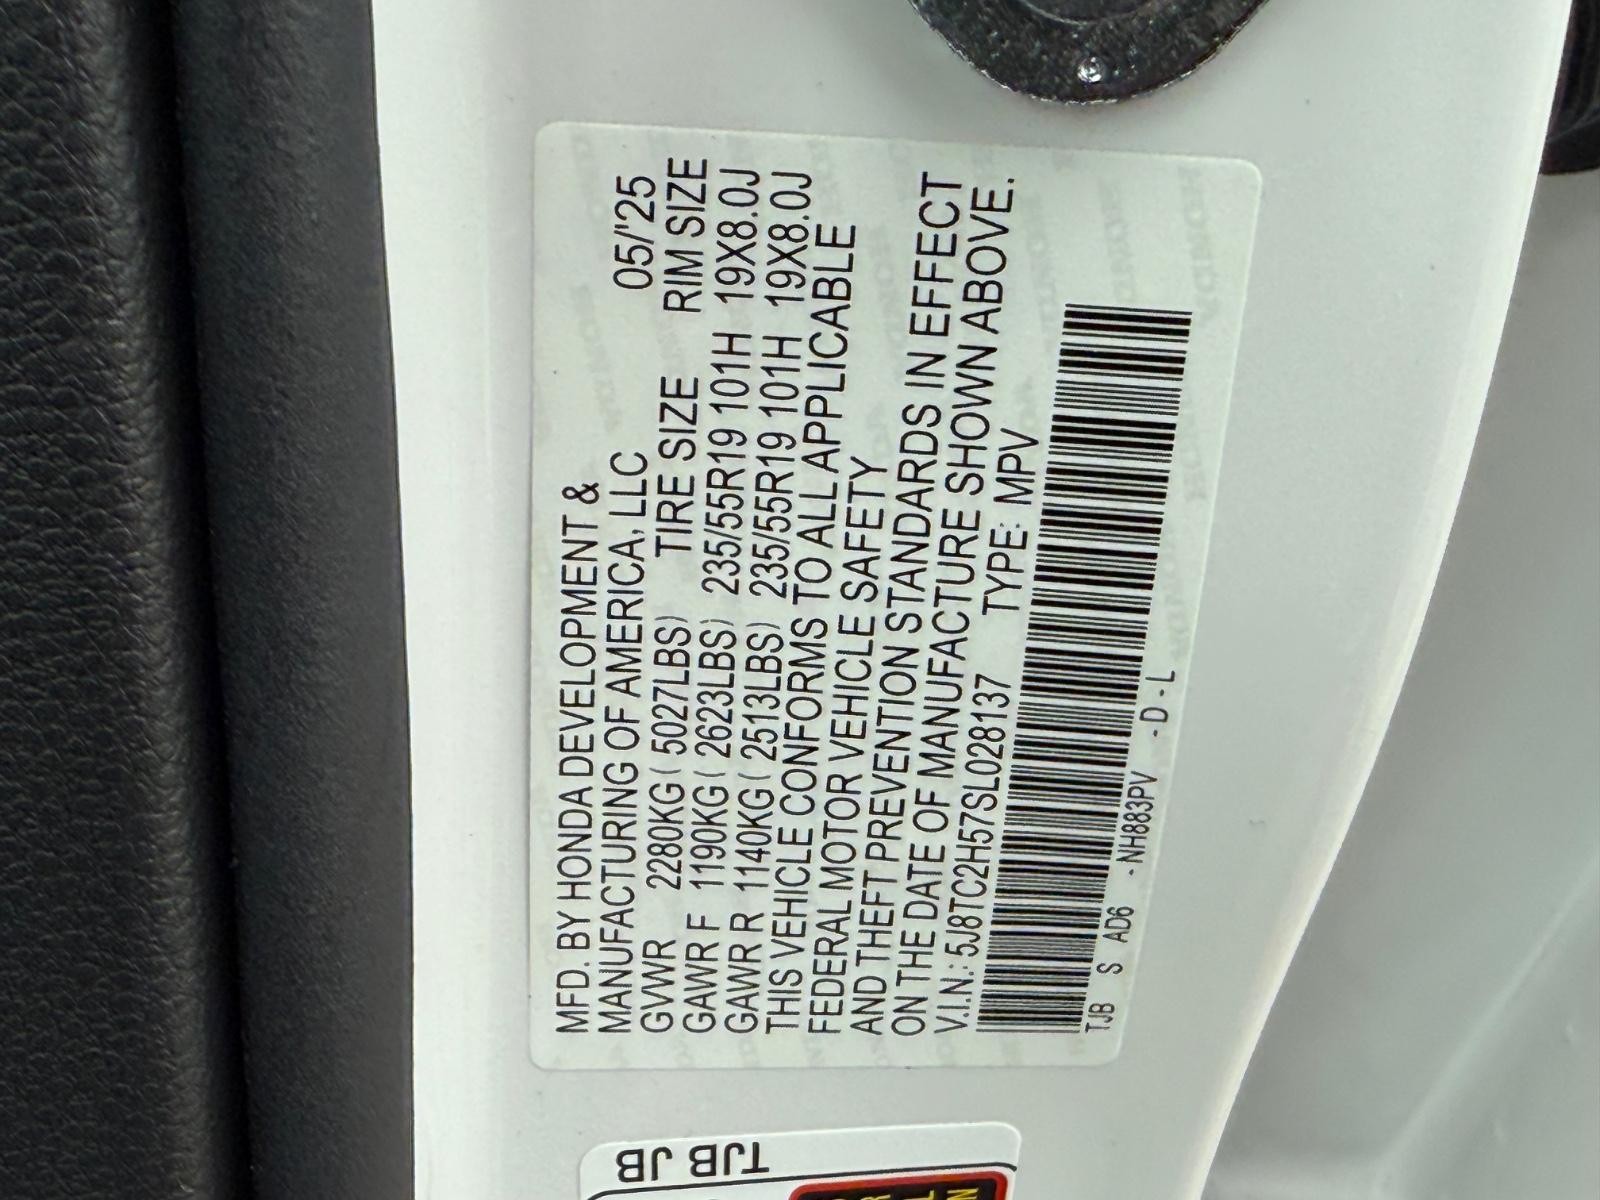 MFD. BY HONDA DEVELOPMENT &
MANUFACTURING OF AMERICA, LLC 05/'25
GVWR 2280KG ( 5027LBS) TIRE SIZE RIM SIZE
GAWR F 1190KG ( 2623LBS) 235/55R19 101H 19X8.0J
GAWR R 1140KG ( 2513LBS) 235/55R19 101H 19X8.0J
THIS VEHICLE CONFORMS TO ALL APPLICABLE
FEDERAL MOTOR VEHICLE SAFETY
AND THEFT PREVENTION STANDARDS IN EFFECT
ON THE DATE OF MANUFACTURE SHOWN ABOVE.
V.I.N.: 5J8TC2H57SL028137 TYPE: MPV
TJB S AD6 -NH883PV -D-L
TJB JB